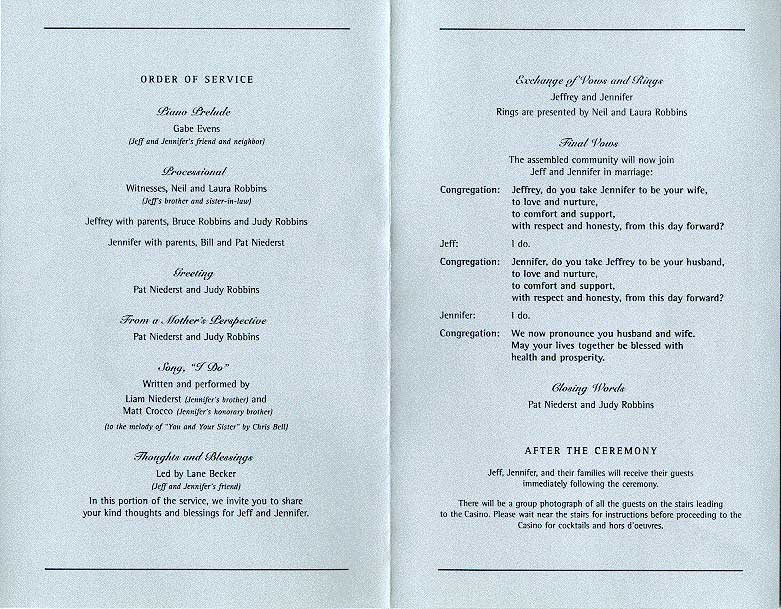 ORDER OF SERVICE
Piano Prelude
Gabe Evens
(Jeff and Jennifer's friend and neighbor)
Processional
Witnesses, Neil and Laura Robbins
(Jeff's brother and sister-in-law)
Jeffrey with parents, Bruce Robbins and Judy Robbins
Jennifer with parents, Bill and Pat Niederst
Greeting
Pat Niederst and Judy Robbins
From a Mother's Perspective
Pat Niederst and Judy Robbins
Song, "I Do"
Written and performed by
Liam Niederst (Jennifer's brother) and
Matt Crocco (Jennifer's honorary brother)
(to the melody of "You and Your Sister" by Chris Bell)
Thoughts and Blessings
Led by Lane Becker
(Jeff and Jennifer's friend)
In this portion of the service, we invite you to share
your kind thoughts and blessings for Jeff and Jennifer.
Exchange of Vows and Rings
Jeffrey and Jennifer
Rings are presented by Neil and Laura Robbins
Final Vows
The assembled community will now join
Jeff and Jennifer in marriage:
Congregation: Jeffrey, do you take Jennifer to be your wife,
to love and nurture,
to comfort and support,
with respect and honesty, from this day forward?
Jeff: I do.
Congregation: Jennifer, do you take Jeffrey to be your husband,
to love and nurture,
to comfort and support,
with respect and honesty, from this day forward?
Jennifer: I do.
Congregation: We now pronounce you husband and wife.
May your lives together be blessed with
health and prosperity.
Closing Words
Pat Niederst and Judy Robbins
AFTER THE CEREMONY
Jeff, Jennifer, and their families will receive their guests
immediately following the ceremony.
There will be a group photograph of all the guests on the stairs leading
to the Casino. Please wait near the stairs for instructions before proceeding to the
Casino for cocktails and hors d'oeuvres.